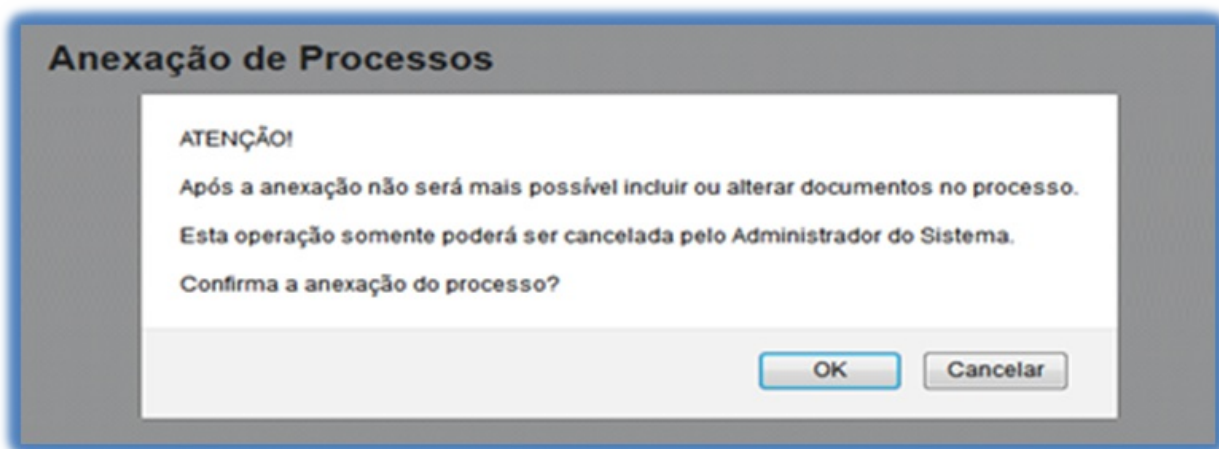 Anexação de Processos
ATENÇÃO!
Após a anexação não será mais possível incluir ou alterar documentos no processo.
Esta operação somente poderá ser cancelada pelo Administrador do Sistema.
Confirma a anexação do processo?
OK Cancelar